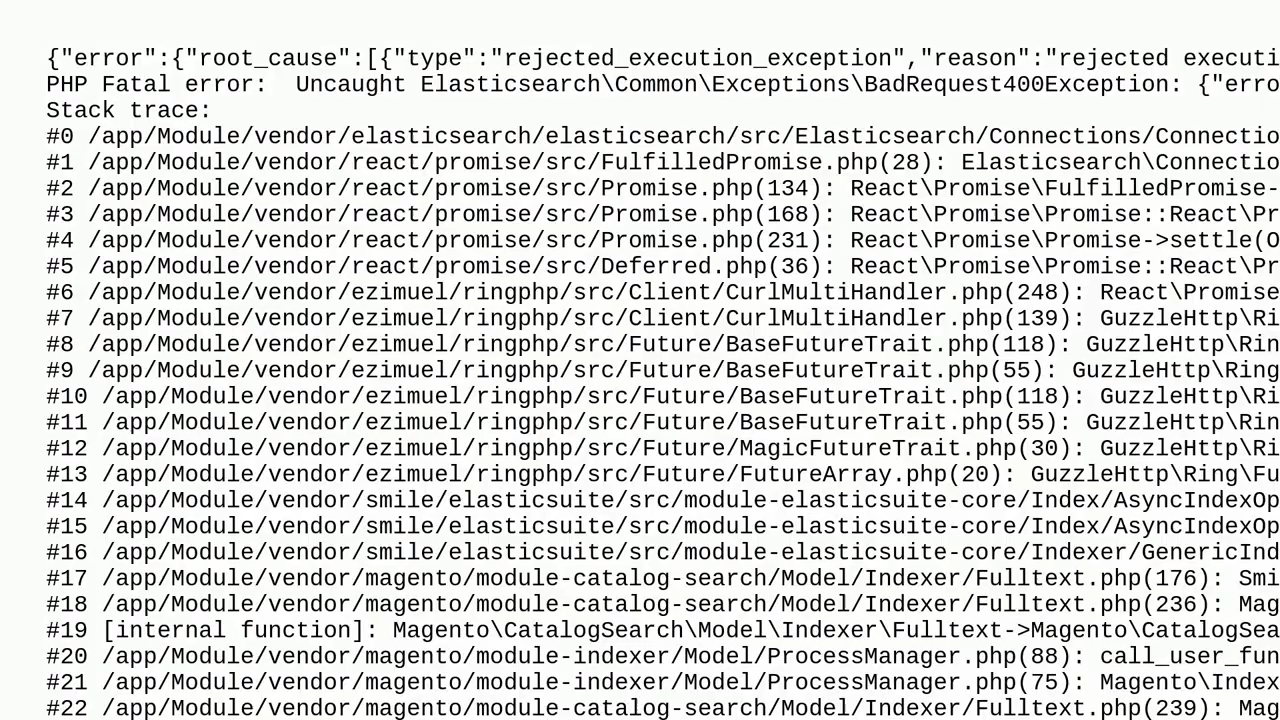 {"error":{"root_cause":[{"type":"rejected_execution_exception","reason":"rejected executi
PHP Fatal error:  Uncaught Elasticsearch\Common\Exceptions\BadRequest400Exception: {"erro
Stack trace:
#0 /app/Module/vendor/elasticsearch/elasticsearch/src/Elasticsearch/Connections/Connectio
#1 /app/Module/vendor/react/promise/src/FulfilledPromise.php(28): Elasticsearch\Connectio
#2 /app/Module/vendor/react/promise/src/Promise.php(134): React\Promise\FulfilledPromise-
#3 /app/Module/vendor/react/promise/src/Promise.php(168): React\Promise\Promise::React\Pr
#4 /app/Module/vendor/react/promise/src/Promise.php(231): React\Promise\Promise->settle(O
#5 /app/Module/vendor/react/promise/src/Deferred.php(36): React\Promise\Promise::React\Pr
#6 /app/Module/vendor/ezimuel/ringphp/src/Client/CurlMultiHandler.php(248): React\Promise
#7 /app/Module/vendor/ezimuel/ringphp/src/Client/CurlMultiHandler.php(139): GuzzleHttp\Ri
#8 /app/Module/vendor/ezimuel/ringphp/src/Future/BaseFutureTrait.php(118): GuzzleHttp\Rin
#9 /app/Module/vendor/ezimuel/ringphp/src/Future/BaseFutureTrait.php(55): GuzzleHttp\Ring
#10 /app/Module/vendor/ezimuel/ringphp/src/Future/BaseFutureTrait.php(118): GuzzleHttp\Ri
#11 /app/Module/vendor/ezimuel/ringphp/src/Future/BaseFutureTrait.php(55): GuzzleHttp\Rin
#12 /app/Module/vendor/ezimuel/ringphp/src/Future/MagicFutureTrait.php(30): GuzzleHttp\Ri
#13 /app/Module/vendor/ezimuel/ringphp/src/Future/FutureArray.php(20): GuzzleHttp\Ring\Fu
#14 /app/Module/vendor/smile/elasticsuite/src/module-elasticsuite-core/Index/AsyncIndexOp
#15 /app/Module/vendor/smile/elasticsuite/src/module-elasticsuite-core/Index/AsyncIndexOp
#16 /app/Module/vendor/smile/elasticsuite/src/module-elasticsuite-core/Indexer/GenericInd
#17 /app/Module/vendor/magento/module-catalog-search/Model/Indexer/Fulltext.php(176): Smi
#18 /app/Module/vendor/magento/module-catalog-search/Model/Indexer/Fulltext.php(236): Mag
#19 [internal function]: Magento\CatalogSearch\Model\Indexer\Fulltext->Magento\CatalogSea
#20 /app/Module/vendor/magento/module-indexer/Model/ProcessManager.php(88): call_user_fun
#21 /app/Module/vendor/magento/module-indexer/Model/ProcessManager.php(75): Magento\Index
#22 /app/Module/vendor/magento/module-catalog-search/Model/Indexer/Fulltext.php(239): Mag